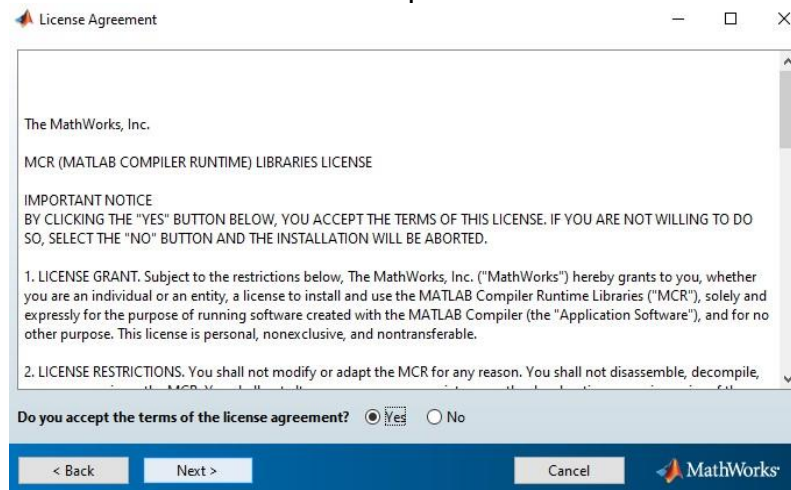 License Agreement
The MathWorks, Inc.
MCR (MATLAB COMPILER RUNTIME) LIBRARIES LICENSE
IMPORTANT NOTICE
BY CLICKING THE "YES" BUTTON BELOW, YOU ACCEPT THE TERMS OF THIS LICENSE. IF YOU ARE NOT WILLING TO DO
SO, SELECT THE "NO" BUTTON AND THE INSTALLATION WILL BE ABORTED.
1. LICENSE GRANT. Subject to the restrictions below, The MathWorks, Inc. ("MathWorks") hereby grants to you, whether
you are an individual or an entity, a license to install and use the MATLAB Compiler Runtime Libraries ("MCR"), solely and
expressly for the purpose of running software created with the MATLAB Compiler (the "Application Software"), and for no
other purpose. This license is personal, nonexclusive, and nontransferable.
2. LICENSE RESTRICTIONS. You shall not modify or adapt the MCR for any reason. You shall not disassemble, decompile,
Do you accept the terms of the license agreement? Yes No
< Back Next > Cancel MathWorks